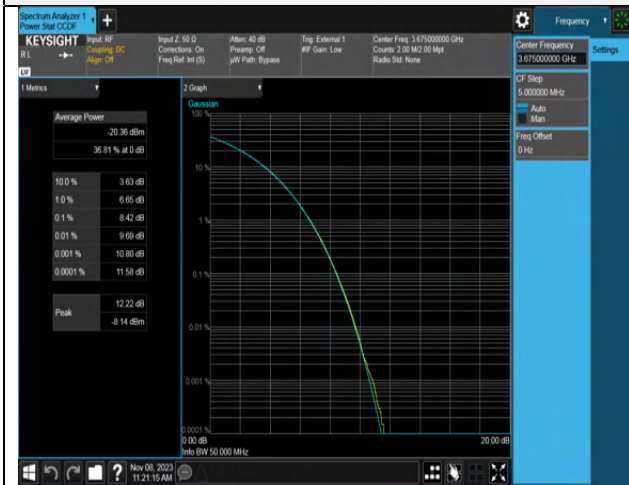 Spectrum Analyzer 1
Power Stat CCDF
Frequency
KEYSIGHT
R L
Input: RF
Coupling: DC
Align: Off
Input Z: 50 Ω
Corrections: On
Freq Ref: Int (S)
Atten: 40 dB
Preamp: Off
µW Path: Bypass
Trig: External 1
#IF Gain: Low
Center Freq: 3.675000000 GHz
Counts: 2.00 M/2.00 Mpt
Radio Std: None
Center Frequency
3.675000000 GHz
Settings
CF Step
5.000000 MHz
Auto
Man
Freq Offset
0 Hz
1 Metrics
2 Graph
Gaussian
Average Power
-20.36 dBm
36.81 % at 0 dB
10.0 % 3.63 dB
1.0 % 6.65 dB
0.1 % 8.42 dB
0.01 % 9.69 dB
0.001 % 10.80 dB
0.0001 % 11.58 dB
Peak
12.22 dB
-8.14 dBm
100 %
10 %
1 %
0.1 %
0.01 %
0.001 %
0.0001 %
0.00 dB
20.00 dB
Info BW 50.000 MHz
Nov 08, 2023
11:21:15 AM